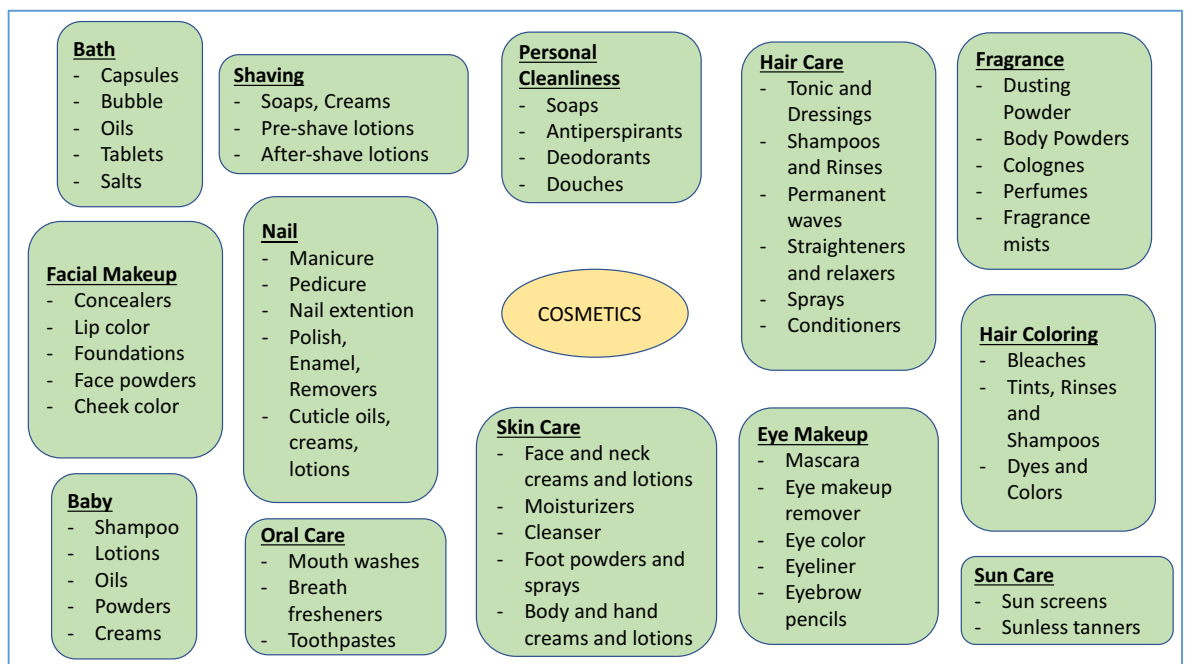 Bath
- Capsules
- Bubble
- Oils
- Tablets
- Salts
Shaving
- Soaps, Creams
- Pre-shave lotions
- After-shave lotions
Personal
Cleanliness
- Soaps
- Antiperspirants
- Deodorants
- Douches
Hair Care
- Tonic and
Dressings
- Shampoos
and Rinses
- Permanent
waves
- Straighteners
and relaxers
- Sprays
- Conditioners
Fragrance
- Dusting
Powder
- Body Powders
- Colognes
- Perfumes
- Fragrance
mists
Facial Makeup
- Concealers
- Lip color
- Foundations
- Face powders
- Cheek color
Nail
- Manicure
- Pedicure
- Nail extention
- Polish,
Enamel,
Removers
- Cuticle oils,
creams,
lotions
COSMETICS
Hair Coloring
- Bleaches
- Tints, Rinses
and
Shampoos
- Dyes and
Colors
Baby
- Shampoo
- Lotions
- Oils
- Powders
- Creams
Oral Care
- Mouth washes
- Breath
fresheners
- Toothpastes
Skin Care
- Face and neck
creams and lotions
- Moisturizers
- Cleanser
- Foot powders and
sprays
- Body and hand
creams and lotions
Eye Makeup
- Mascara
- Eye makeup
remover
- Eye color
- Eyeliner
- Eyebrow
pencils
Sun Care
- Sun screens
- Sunless tanners